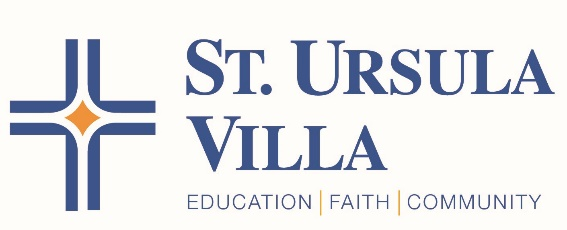 ST. URSULA
VILLA
EDUCATION | FAITH | COMMUNITY